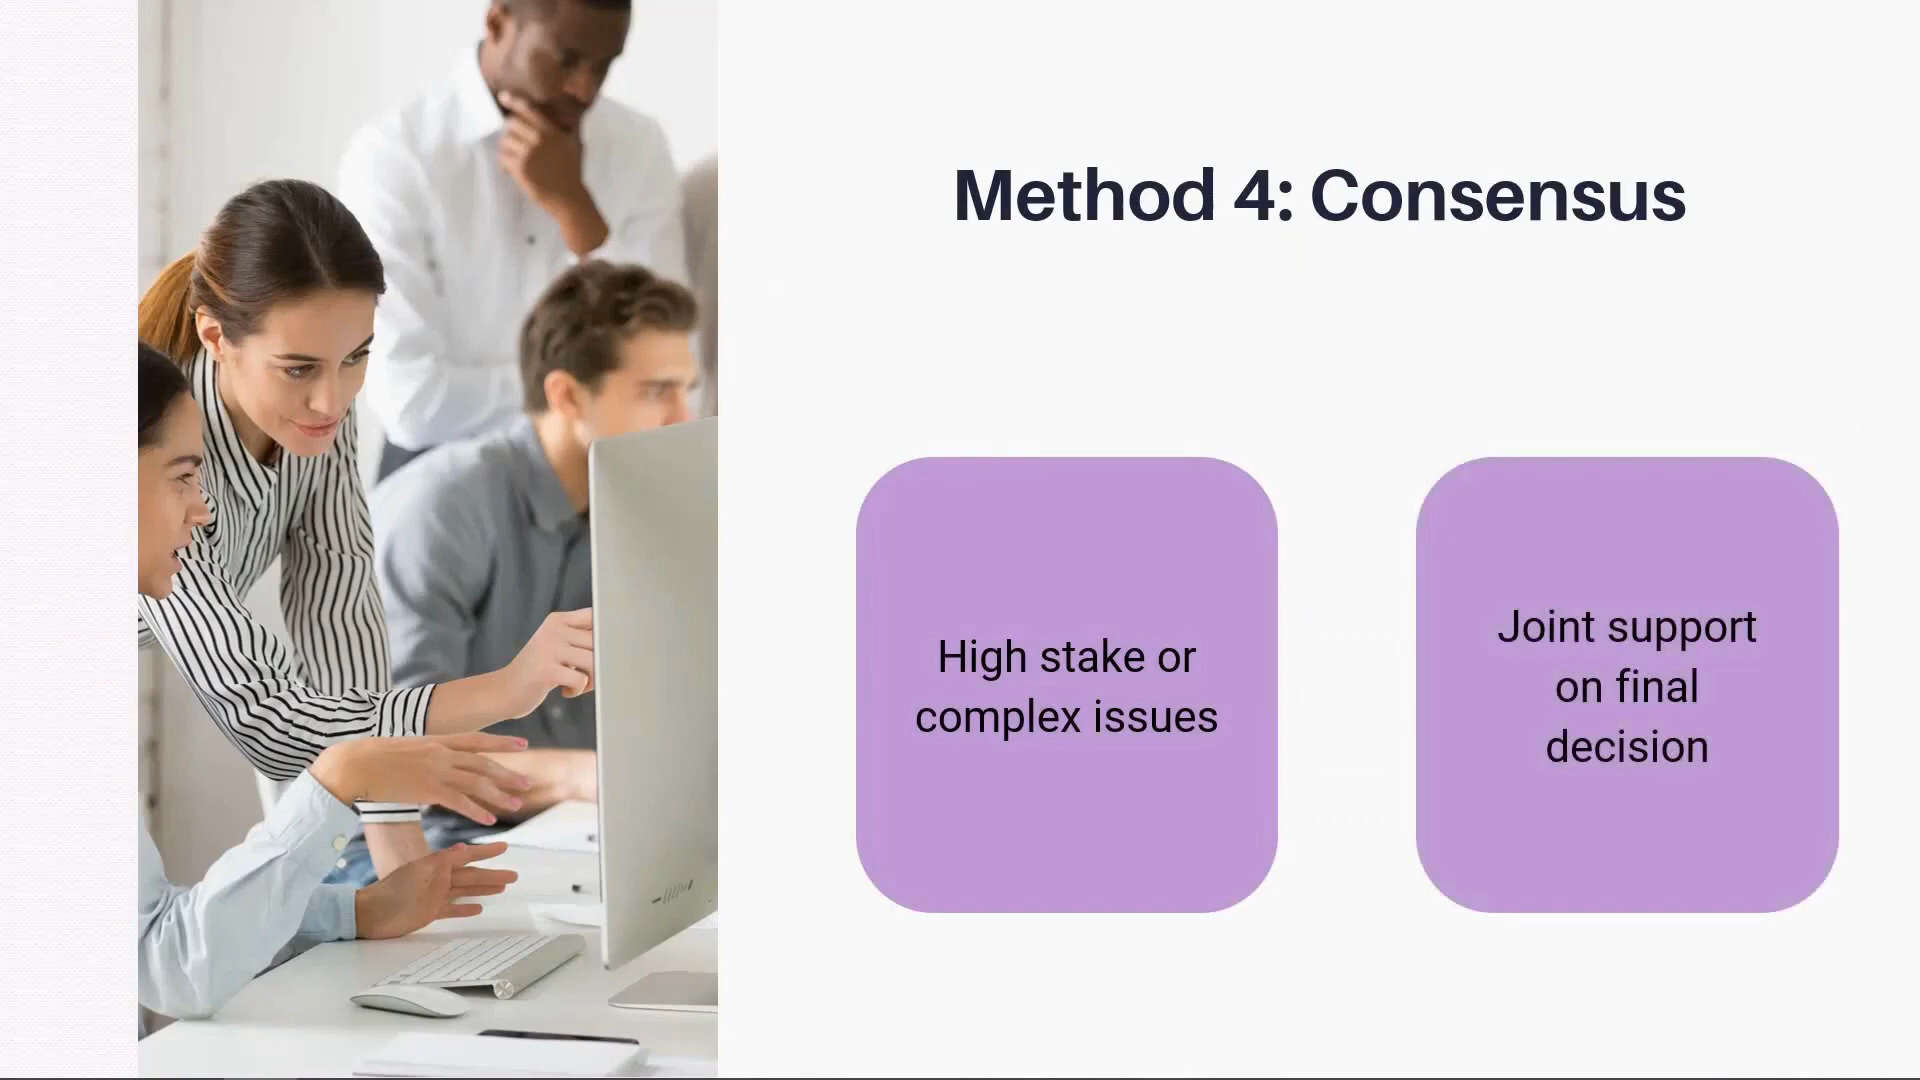 Method 4: Consensus
High stake or
complex issues
Joint support
on final
decision